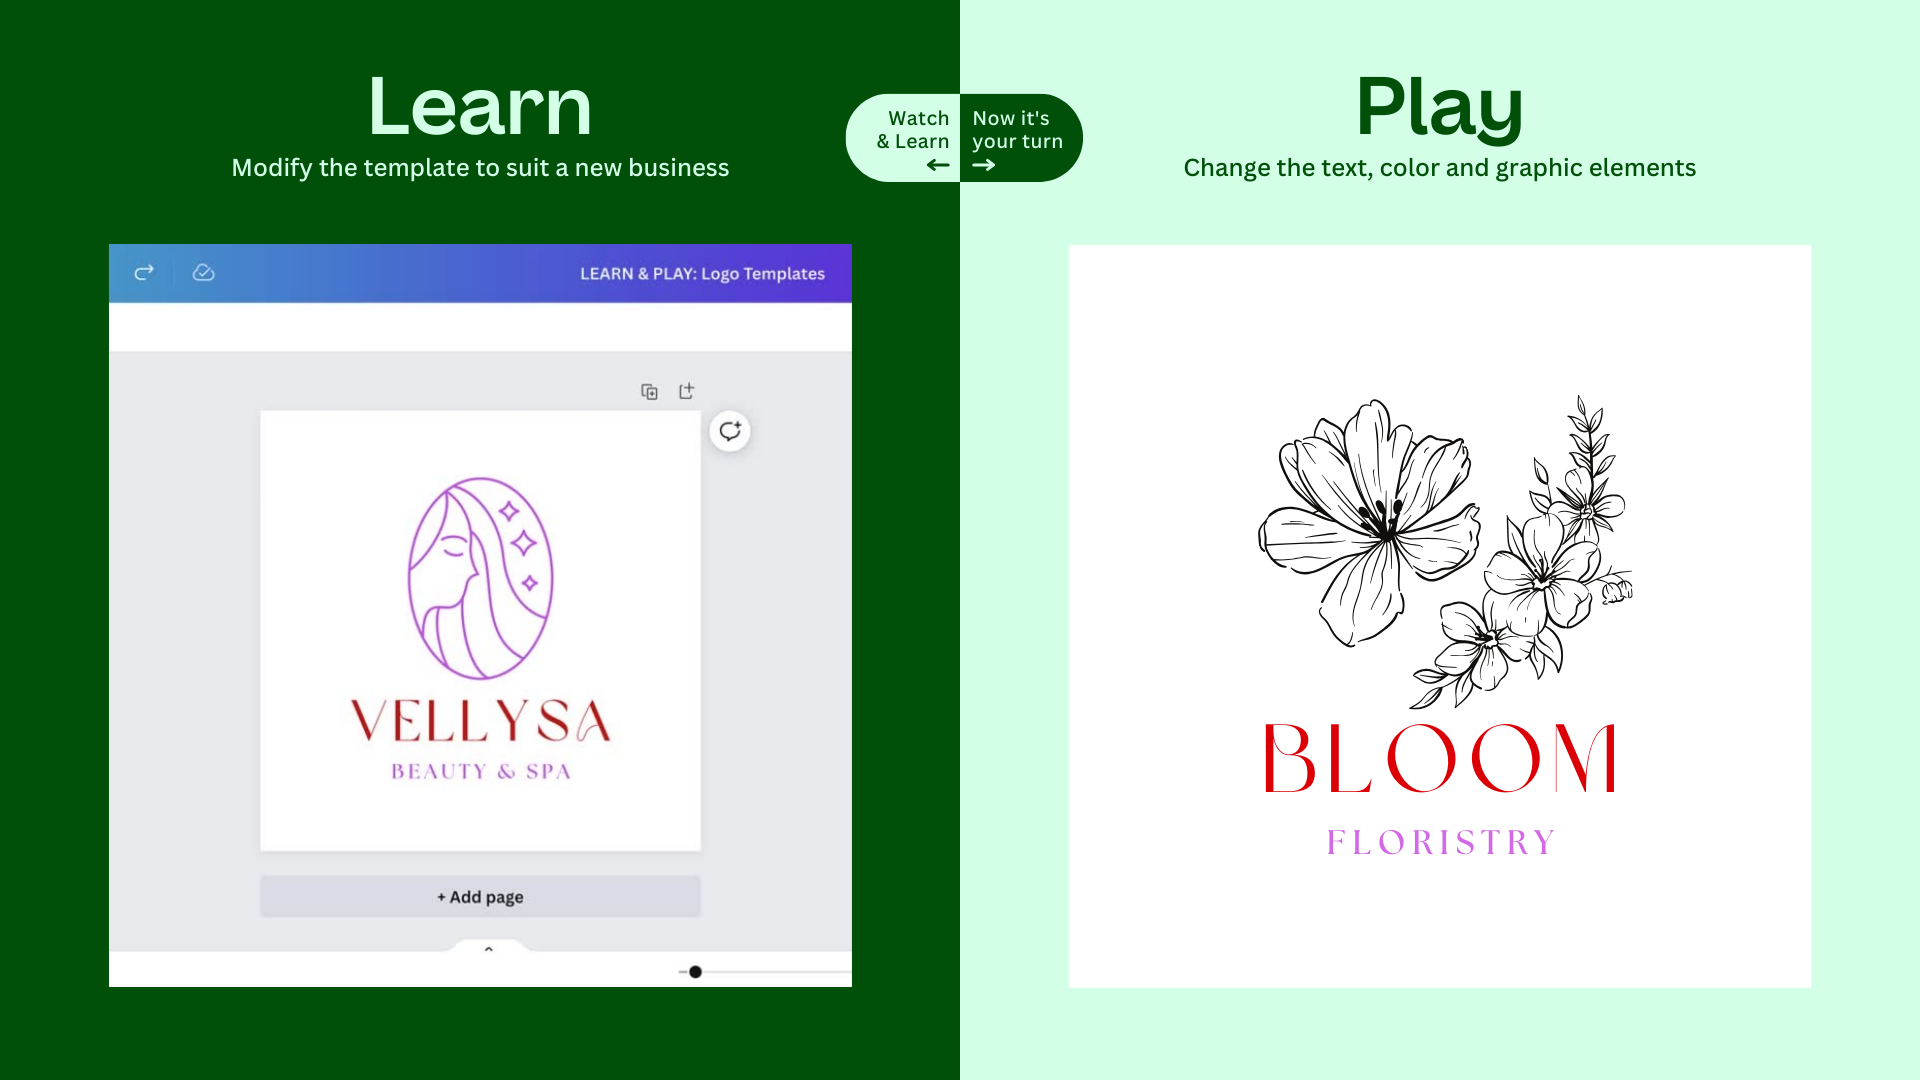 Learn
Modify the template to suit a new business
Watch
& Learn
Now it's
your turn
Play
Change the text, color and graphic elements
LEARN & PLAY: Logo Templates
VELLYSA
BEAUTY & SPA
+ Add page
BLOOM
FLORISTRY